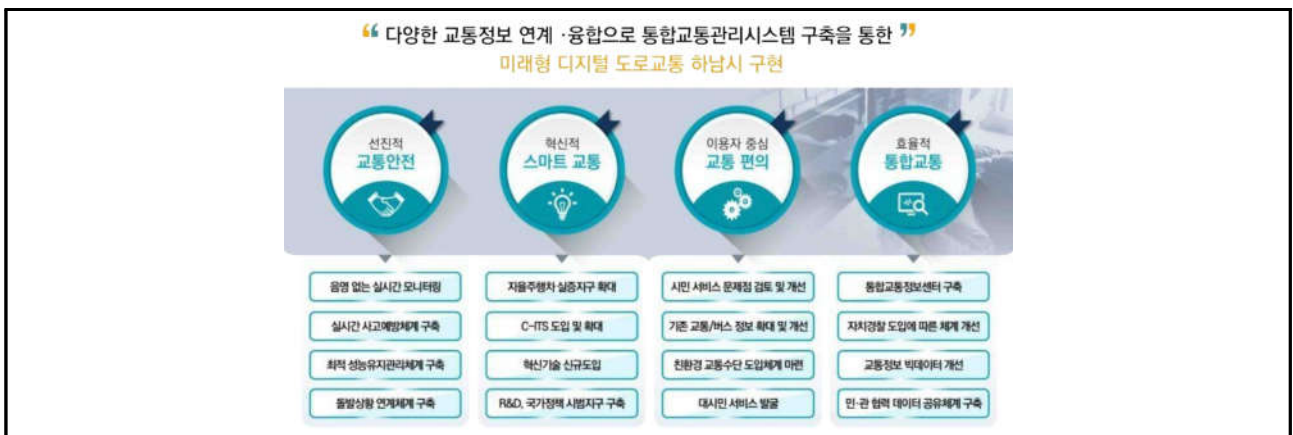 “ 다양한 교통정보 연계 ·융합으로 통합교통관리시스템 구축을 통한 ”
미래형 디지털 도로교통 하남시 구현
선진적
교통안전
혁신적
스마트 교통
이용자 중심
교통 편의
효율적
통합교통
음영 없는 실시간 모니터링
실시간 사고예방체계 구축
최적 성능유지관리체계 구축
돌발상황 연계체계 구축
자율주행차 실증지구 확대
C-ITS 도입 및 확대
혁신기술 신규도입
R&D, 국가정책 시범지구 구축
시민 서비스 문제점 검토 및 개선
기존 교통/버스 정보 확대 및 개선
친환경 교통수단 도입체계 마련
대시민 서비스 발굴
통합교통정보센터 구축
자치경찰 도입에 따른 체계 개선
교통정보 빅데이터 개선
민·관 협력 데이터 공유체계 구축